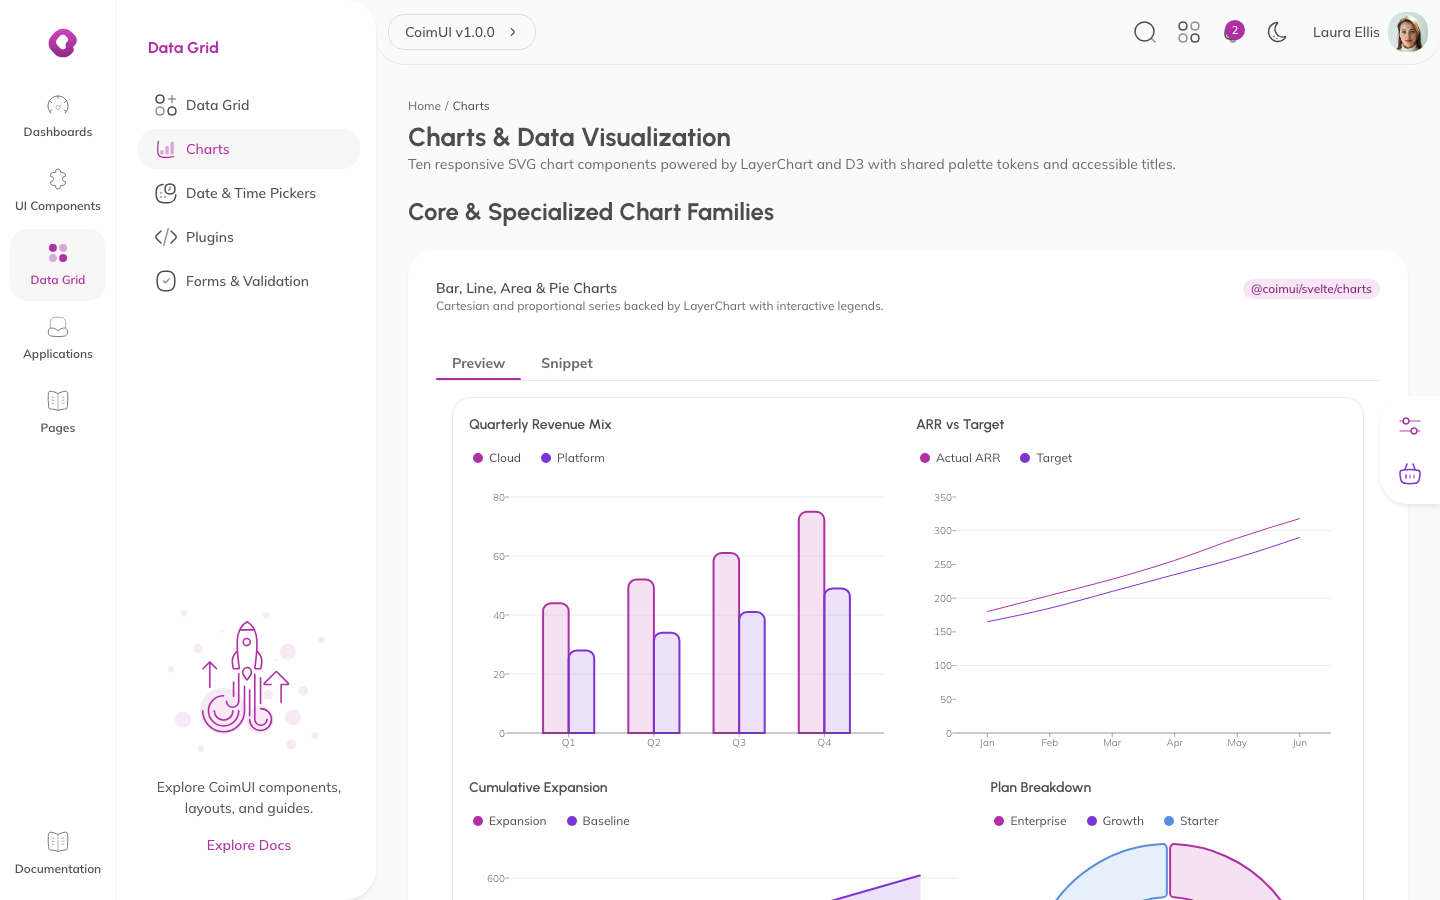 Dashboards
UI Components
Data Grid
Applications
Pages
Documentation
Data Grid
Data Grid
Charts
Date & Time Pickers
Plugins
Forms & Validation
Explore CoimUI components,
layouts, and guides.
Explore Docs
CoimUI v1.0.0
2
Laura Ellis
Home / Charts
Charts & Data Visualization
Ten responsive SVG chart components powered by LayerChart and D3 with shared palette tokens and accessible titles.
Core & Specialized Chart Families
Bar, Line, Area & Pie Charts
@coimui/svelte/charts
Cartesian and proportional series backed by LayerChart with interactive legends.
Preview Snippet
Quarterly Revenue Mix
Cloud Platform
80
60
40
20
0
Q1 Q2 Q3 Q4
ARR vs Target
Actual ARR Target
350
300
250
200
150
100
50
0
Jan Feb Mar Apr May Jun
Cumulative Expansion
Expansion Baseline
600
Plan Breakdown
Enterprise Growth Starter